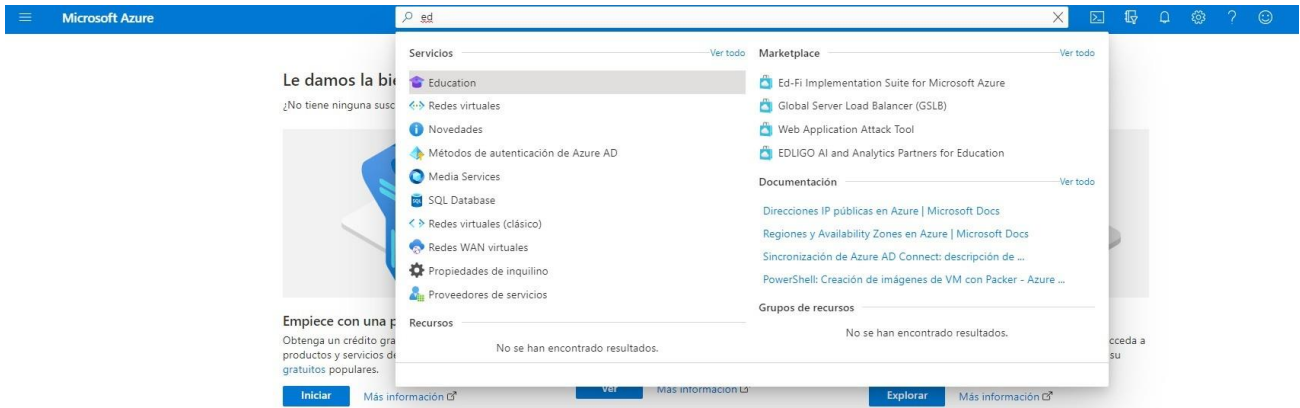 Microsoft Azure
ed
Servicios
Ver todo
Education
Redes virtuales
Novedades
Métodos de autenticación de Azure AD
Media Services
SQL Database
Redes virtuales (clásico)
Redes WAN virtuales
Propiedades de inquilino
Proveedores de servicios
Recursos
No se han encontrado resultados.
Marketplace
Ver todo
Ed-Fi Implementation Suite for Microsoft Azure
Global Server Load Balancer (GSLB)
Web Application Attack Tool
EDLIGO AI and Analytics Partners for Education
Documentación
Ver todo
Direcciones IP públicas en Azure | Microsoft Docs
Regiones y Availability Zones en Azure | Microsoft Docs
Sincronización de Azure AD Connect: descripción de ...
PowerShell: Creación de imágenes de VM con Packer - Azure ...
Grupos de recursos
No se han encontrado resultados.
Le damos la bie
¿No tiene ninguna susc
Empiece con una p
Obtenga un crédito gra
productos y servicios de
gratuitos populares.
Iniciar
Más información
Ver
Más información
cceda a
su
Explorar
Más información